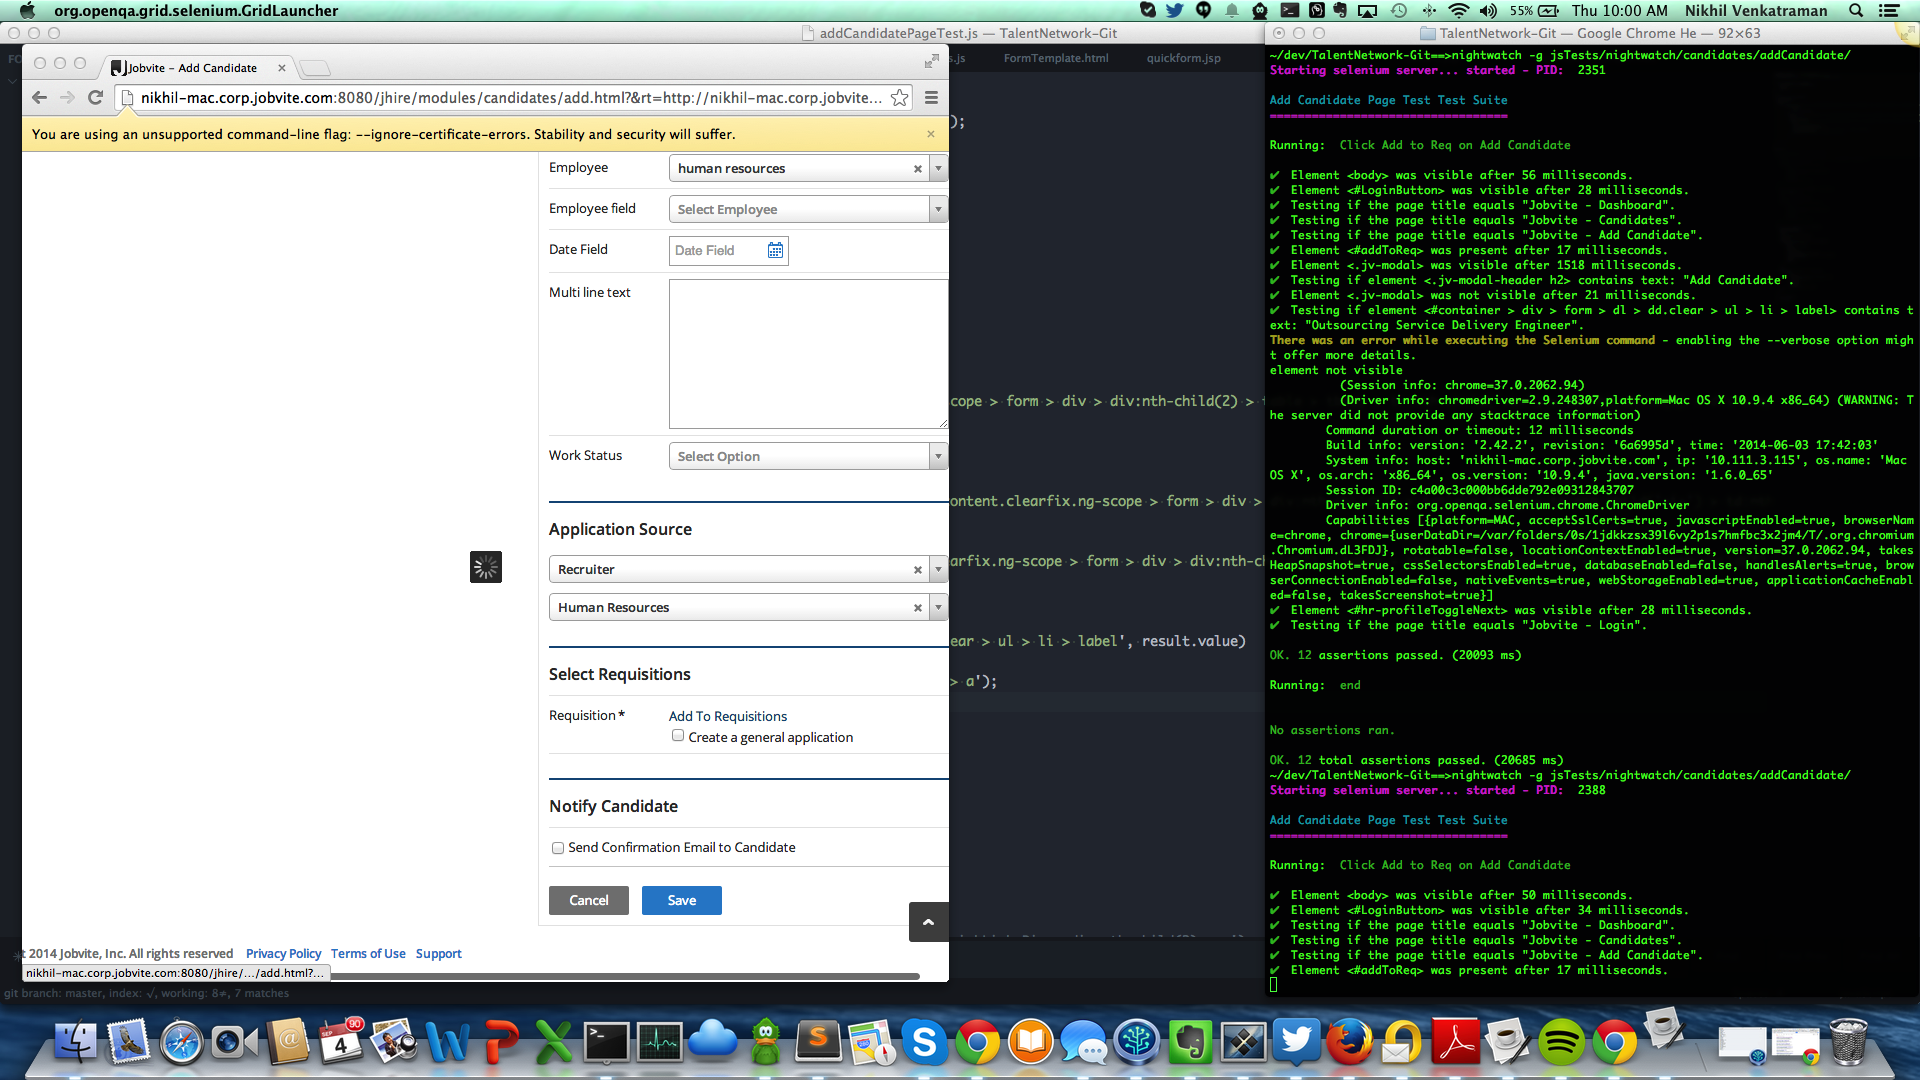 org.openqa.grid.selenium.GridLauncher
55%
Thu 10:00 AM
Nikhil Venkatraman
addCandidatePageTest.js — TalentNetwork-Git
TalentNetwork-Git — Google Chrome He — 92×63
Jobvite - Add Candidate
s.js
FormTemplate.html
quickform.jsp
nikhil-mac.corp.jobvite.com:8080/jhire/modules/candidates/add.html?&rt=http://nikhil-mac.corp.jobvite...
You are using an unsupported command-line flag: --ignore-certificate-errors. Stability and security will suffer.
Employee
human resources
Employee field
Select Employee
Date Field
Date Field
Multi line text
Work Status
Select Option
Application Source
Recruiter
Human Resources
Select Requisitions
Requisition *
Add To Requisitions
Create a general application
Notify Candidate
Send Confirmation Email to Candidate
Cancel
Save
t 2014 Jobvite, Inc. All rights reserved
Privacy Policy
Terms of Use
Support
nikhil-mac.corp.jobvite.com:8080/jhire/.../add.html?...
git branch: master, index: √, working: 8≠, 7 matches
);
cope > form > div > div:nth-child(2) >
ontent.clearfix.ng-scope > form > div >
arfix.ng-scope > form > div > div:nth-c
ear > ul > li > label', result.value)
> a');
~/dev/TalentNetwork-Git==>nightwatch -g jsTests/nightwatch/candidates/addCandidate/
Starting selenium server... started - PID:  2351
Add Candidate Page Test Test Suite
==================================
Running:  Click Add to Req on Add Candidate
✔  Element <body> was visible after 56 milliseconds.
✔  Element <#LoginButton> was visible after 28 milliseconds.
✔  Testing if the page title equals "Jobvite - Dashboard".
✔  Testing if the page title equals "Jobvite - Candidates".
✔  Testing if the page title equals "Jobvite - Add Candidate".
✔  Element <#addToReq> was present after 17 milliseconds.
✔  Element <.jv-modal> was visible after 1518 milliseconds.
✔  Testing if element <.jv-modal-header h2> contains text: "Add Candidate".
✔  Element <.jv-modal> was not visible after 21 milliseconds.
✔  Testing if element <#container > div > form > dl > dd.clear > ul > li > label> contains t
ext: "Outsourcing Service Delivery Engineer".
There was an error while executing the Selenium command - enabling the --verbose option migh
t offer more details.
element not visible
(Session info: chrome=37.0.2062.94)
(Driver info: chromedriver=2.9.248307,platform=Mac OS X 10.9.4 x86_64) (WARNING: T
he server did not provide any stacktrace information)
Command duration or timeout: 12 milliseconds
Build info: version: '2.42.2', revision: '6a6995d', time: '2014-06-03 17:42:03'
System info: host: 'nikhil-mac.corp.jobvite.com', ip: '10.111.3.115', os.name: 'Mac
OS X', os.arch: 'x86_64', os.version: '10.9.4', java.version: '1.6.0_65'
Session ID: c4a00c3c000bb6dde792e09312843707
Driver info: org.openqa.selenium.chrome.ChromeDriver
Capabilities [{platform=MAC, acceptSslCerts=true, javascriptEnabled=true, browserNam
e=chrome, chrome={userDataDir=/var/folders/0s/1jdkkzsx39l6vy2p1s7hmfbc3x2jm4/T/.org.chromium
.Chromium.dL3FDJ}, rotatable=false, locationContextEnabled=true, version=37.0.2062.94, takes
HeapSnapshot=true, cssSelectorsEnabled=true, databaseEnabled=false, handlesAlerts=true, brow
serConnectionEnabled=false, nativeEvents=true, webStorageEnabled=true, applicationCacheEnabl
ed=false, takesScreenshot=true}]
✔  Element <#hr-profileToggleNext> was visible after 28 milliseconds.
✔  Testing if the page title equals "Jobvite - Login".
OK. 12 assertions passed. (20093 ms)
Running:  end
No assertions ran.
OK. 12 total assertions passed. (20685 ms)
~/dev/TalentNetwork-Git==>nightwatch -g jsTests/nightwatch/candidates/addCandidate/
Starting selenium server... started - PID:  2388
Add Candidate Page Test Test Suite
==================================
Running:  Click Add to Req on Add Candidate
✔  Element <body> was visible after 50 milliseconds.
✔  Element <#LoginButton> was visible after 34 milliseconds.
✔  Testing if the page title equals "Jobvite - Dashboard".
✔  Testing if the page title equals "Jobvite - Candidates".
✔  Testing if the page title equals "Jobvite - Add Candidate".
✔  Element <#addToReq> was present after 17 milliseconds.
SEP
4
90